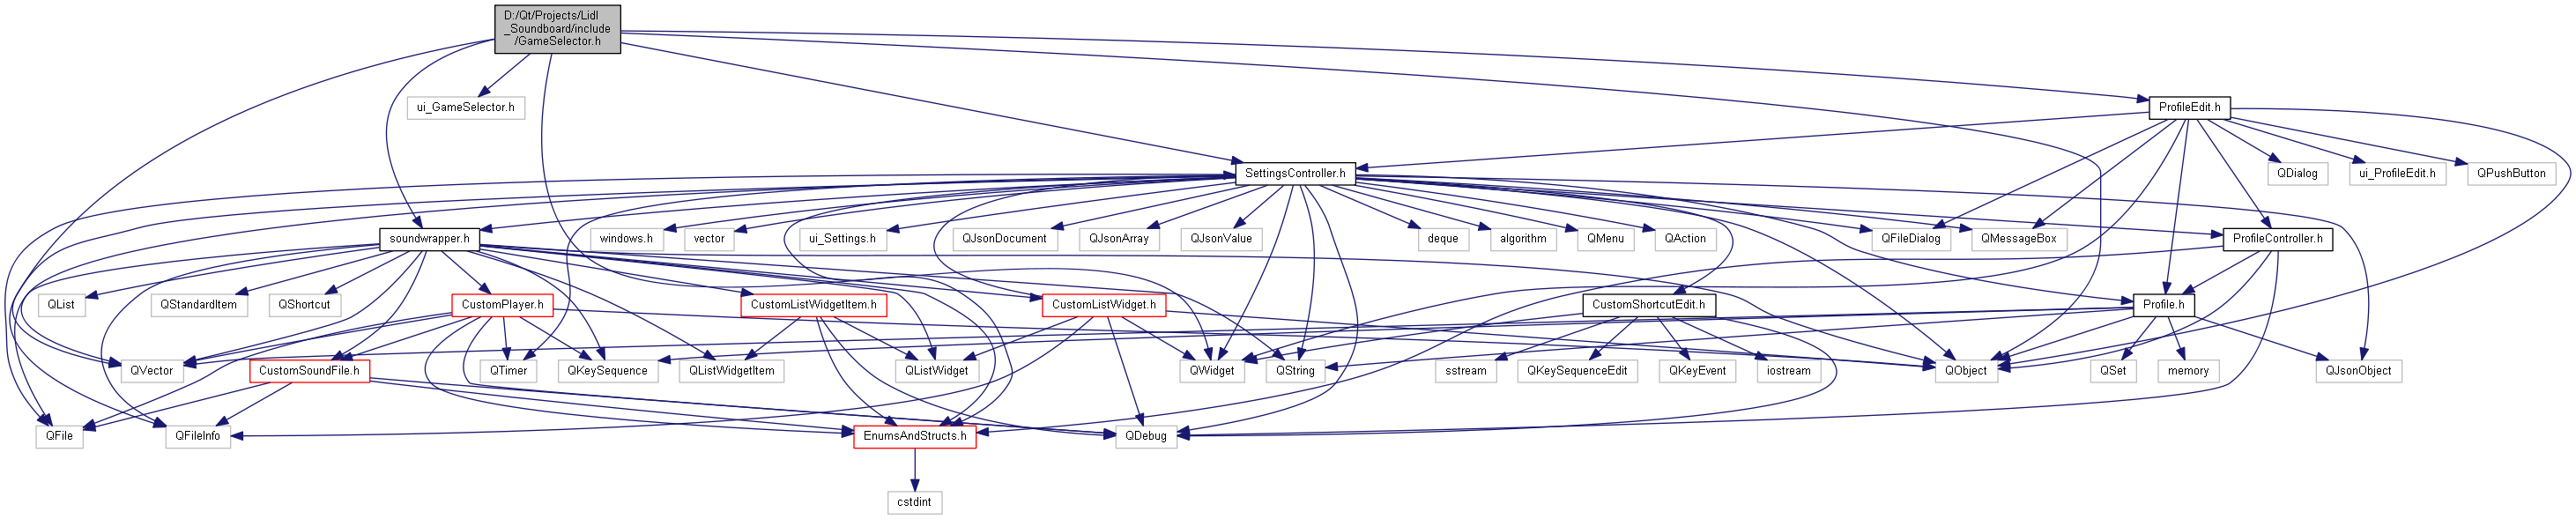 D:/Qt/Projects/Lidl
_Soundboard/include
/GameSelector.h
ui_GameSelector.h
ProfileEdit.h
SettingsController.h
QDialog
ui_ProfileEdit.h
QPushButton
soundwrapper.h
windows.h
vector
ui_Settings.h
QJsonDocument
QJsonArray
QJsonValue
deque
algorithm
QMenu
QAction
QFileDialog
QMessageBox
ProfileController.h
QList
QStandardItem
QShortcut
CustomPlayer.h
CustomListWidgetItem.h
CustomListWidget.h
CustomShortcutEdit.h
Profile.h
QVector
CustomSoundFile.h
QTimer
QKeySequence
QListWidgetItem
QListWidget
QWidget
QString
sstream
QKeySequenceEdit
QKeyEvent
iostream
QObject
QSet
memory
QJsonObject
QFile
QFileInfo
EnumsAndStructs.h
QDebug
cstdint